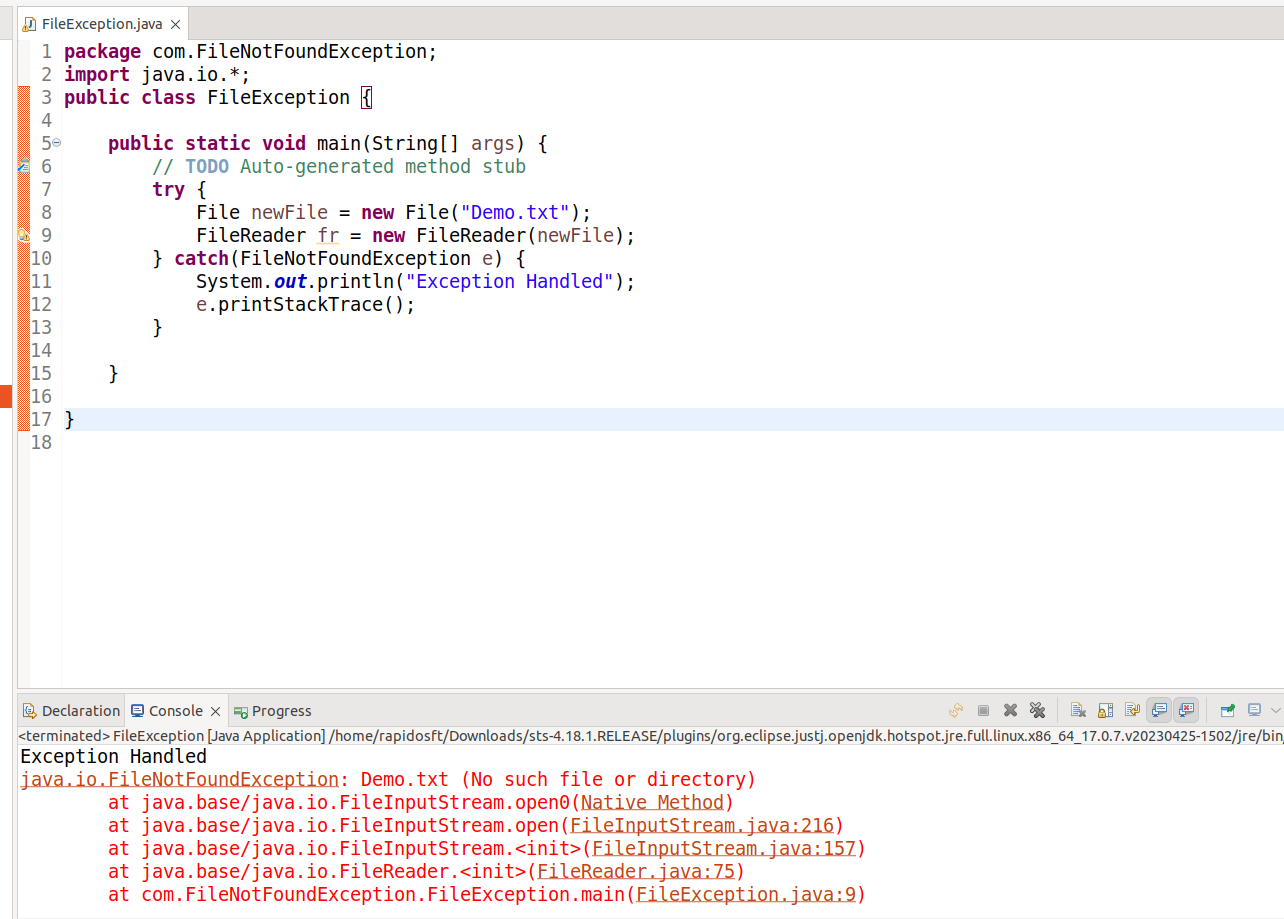 FileException.java
1 package com.FileNotFoundException;
2 import java.io.*;
3 public class FileException {
4
5     public static void main(String[] args) {
6         // TODO Auto-generated method stub
7         try {
8             File newFile = new File("Demo.txt");
9             FileReader fr = new FileReader(newFile);
10         } catch(FileNotFoundException e) {
11             System.out.println("Exception Handled");
12             e.printStackTrace();
13         }
14
15     }
16
17 }
18
Declaration Console Progress
<terminated> FileException [Java Application] /home/rapidosft/Downloads/sts-4.18.1.RELEASE/plugins/org.eclipse.justj.openjdk.hotspot.jre.full.linux.x86_64_17.0.7.v20230425-1502/jre/bin/
Exception Handled
java.io.FileNotFoundException: Demo.txt (No such file or directory)
        at java.base/java.io.FileInputStream.open0(Native Method)
        at java.base/java.io.FileInputStream.open(FileInputStream.java:216)
        at java.base/java.io.FileInputStream.<init>(FileInputStream.java:157)
        at java.base/java.io.FileReader.<init>(FileReader.java:75)
        at com.FileNotFoundException.FileException.main(FileException.java:9)